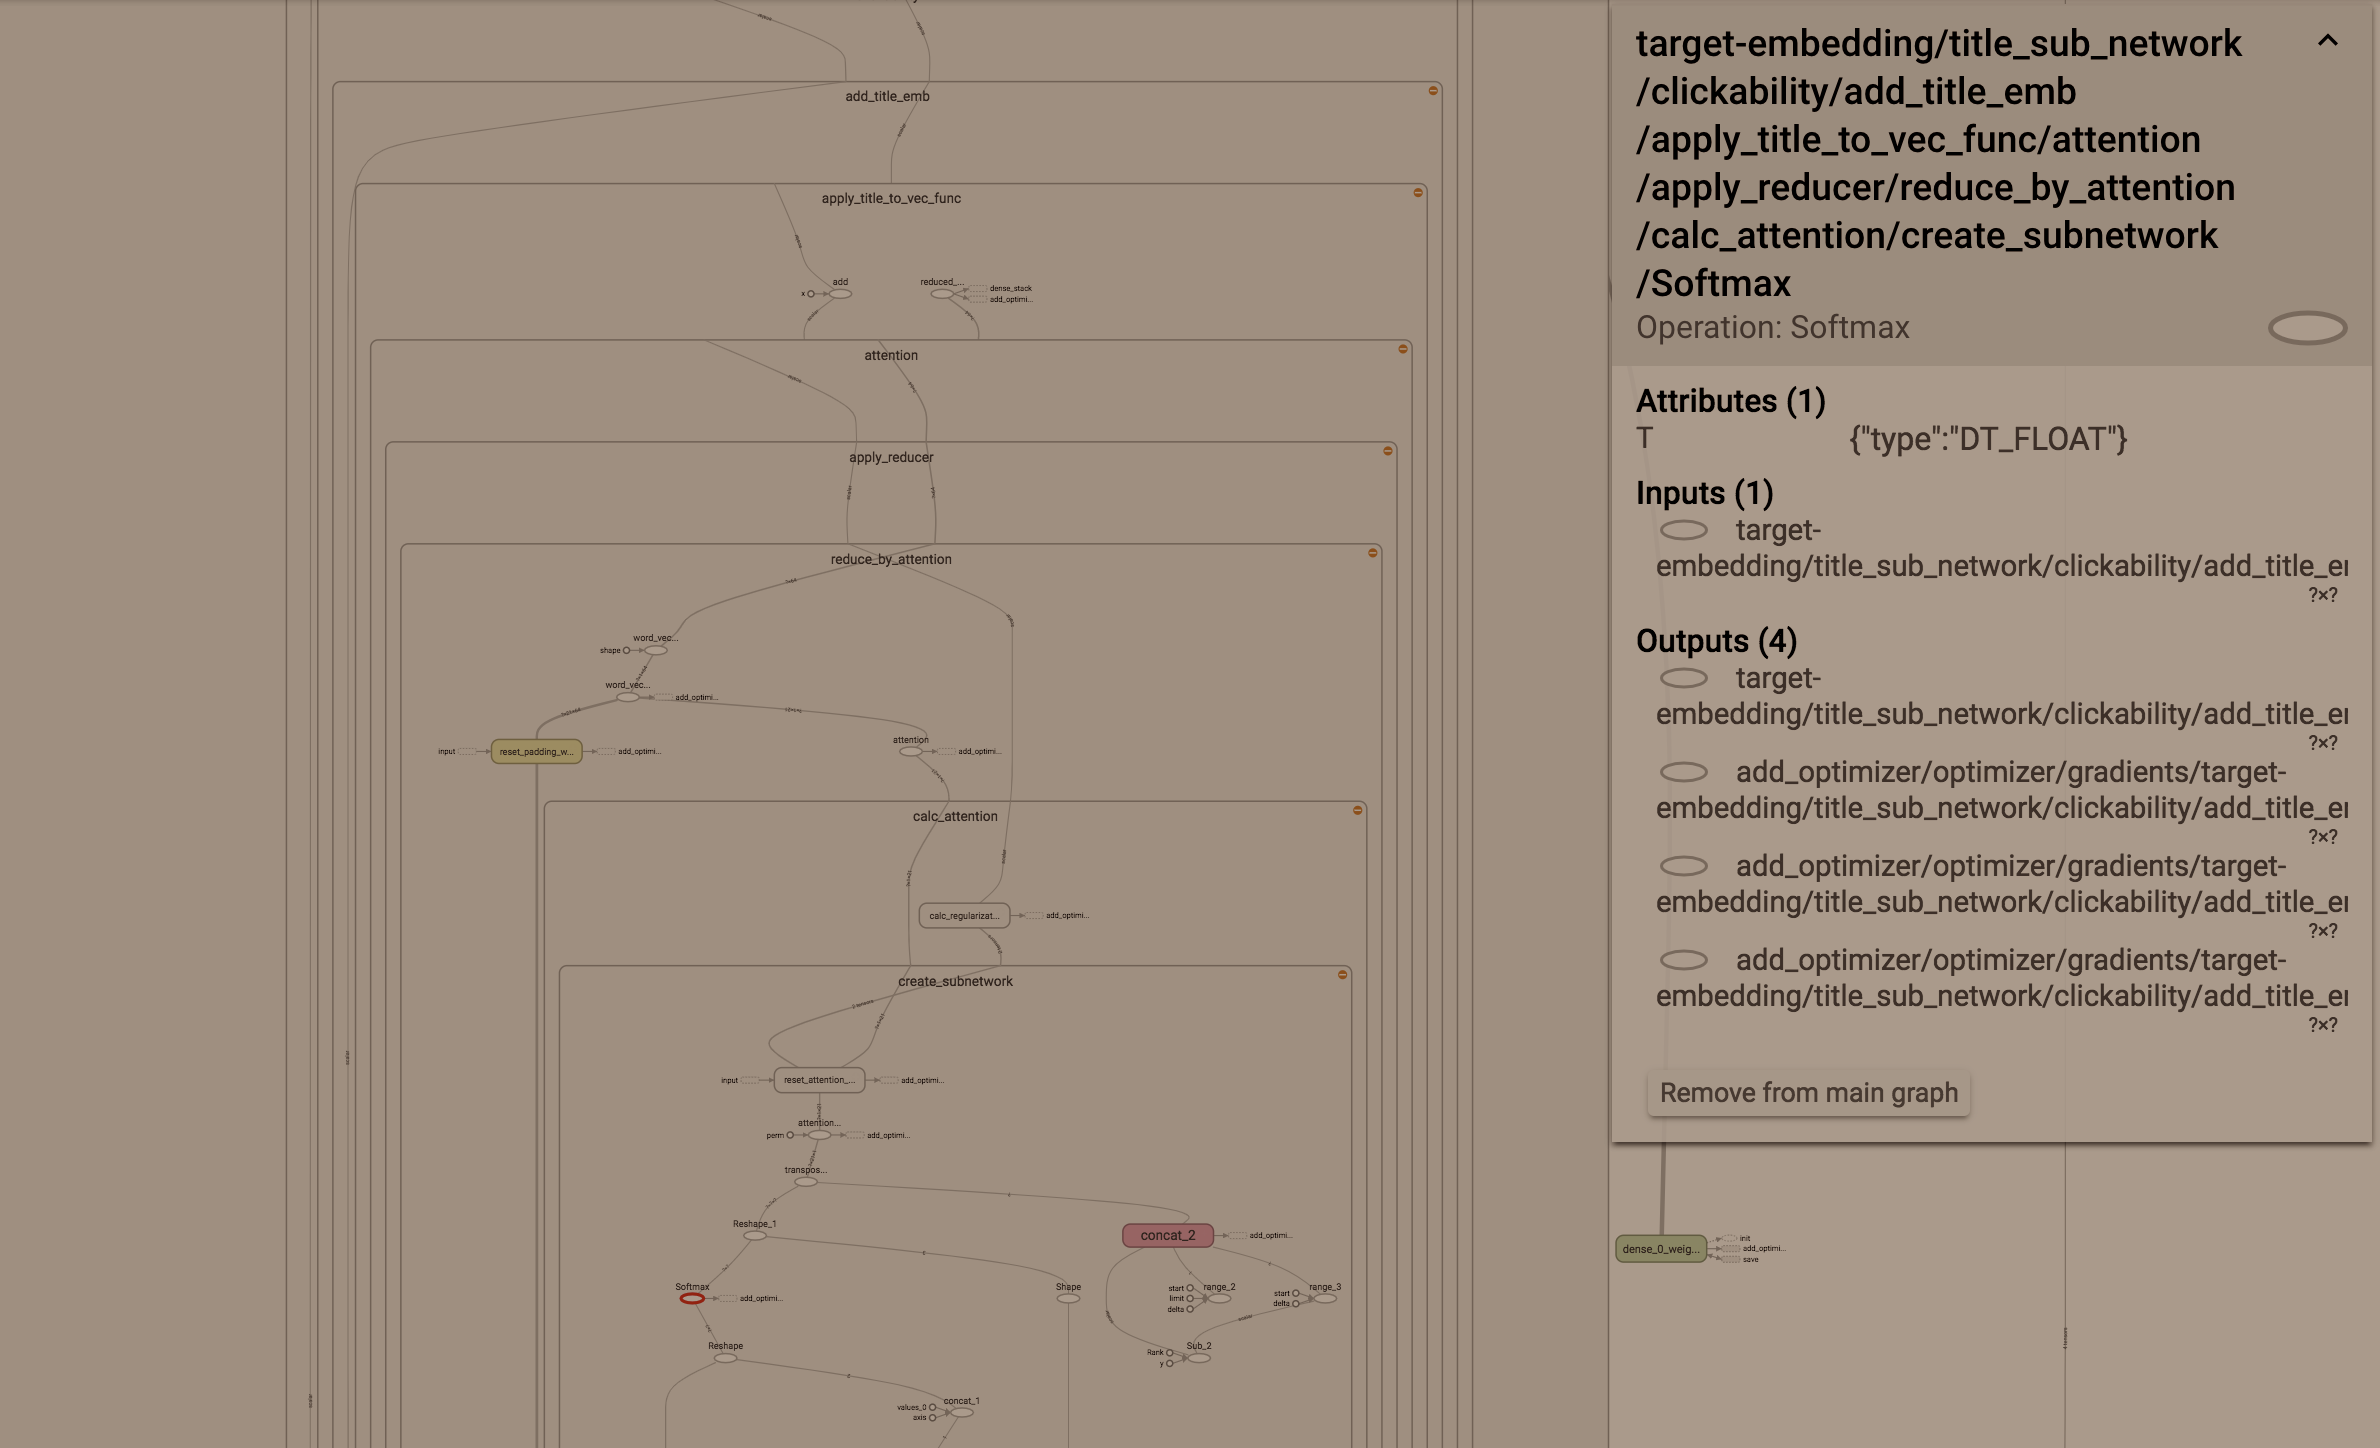 add_title_emb
apply_title_to_vec_func
add
x
reduced_...
dense_stack
add_optimi...
attention
apply_reducer
reduce_by_attention
word_vec...
shape
word_vec...
add_optimi...
input
reset_padding_w...
add_optimi...
attention
add_optimi...
calc_attention
calc_regularizat...
add_optimi...
create_subnetwork
2 tensors
input
reset_attention_...
add_optimi...
attention...
perm
add_optimi...
transpos...
Reshape_1
concat_2
add_optimi...
Softmax
add_optimi...
Shape
start
limit
delta
range_2
start
delta
range_3
Reshape
Rank
y
Sub_2
values_0
axis
concat_1
target-embedding/title_sub_network
/clickability/add_title_emb
/apply_title_to_vec_func/attention
/apply_reducer/reduce_by_attention
/calc_attention/create_subnetwork
/Softmax
Operation: Softmax
Attributes (1)
T {"type":"DT_FLOAT"}
Inputs (1)
target-
embedding/title_sub_network/clickability/add_title_e
?×?
Outputs (4)
target-
embedding/title_sub_network/clickability/add_title_e
?×?
add_optimizer/optimizer/gradients/target-
embedding/title_sub_network/clickability/add_title_e
?×?
add_optimizer/optimizer/gradients/target-
embedding/title_sub_network/clickability/add_title_e
?×?
add_optimizer/optimizer/gradients/target-
embedding/title_sub_network/clickability/add_title_e
?×?
Remove from main graph
dense_0_weig...
init
add_optimi...
save